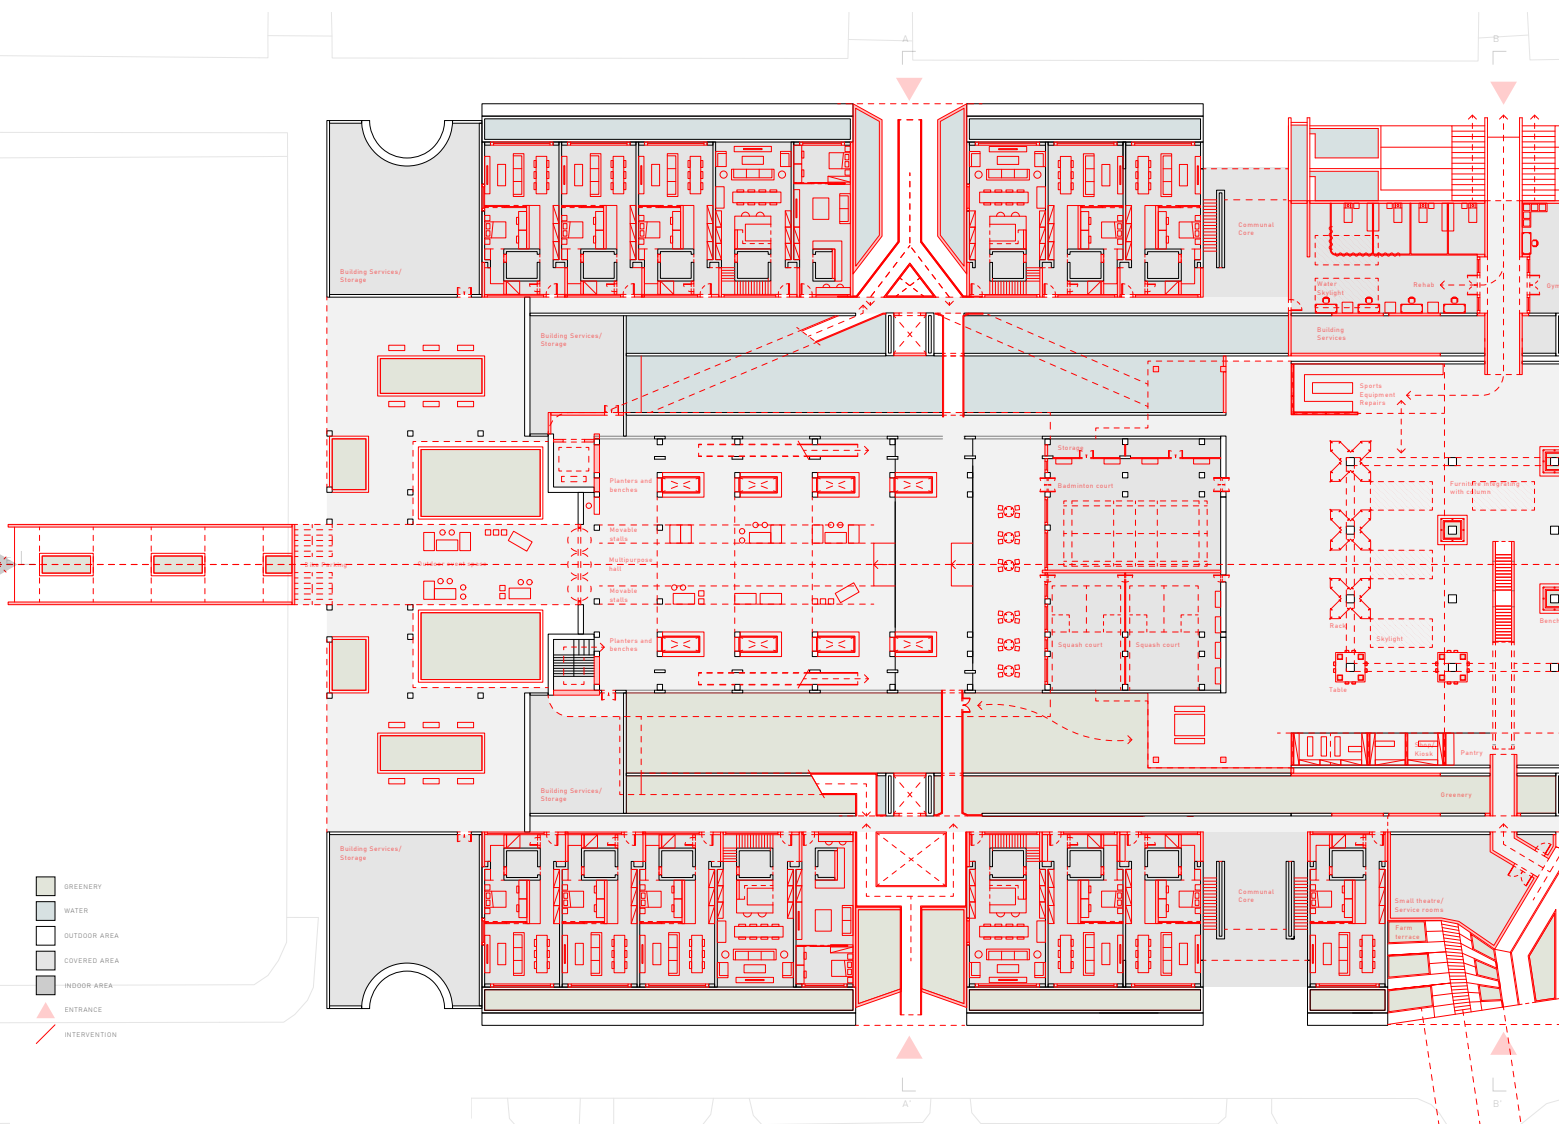 A
B
Communal
Core
Building Services/
Storage
Water
Skylight
Rehab
Gym
Building Services/
Storage
Building
Services
Sports
Equipment
Repairs
Storage
Planters and
benches
Badminton court
Furniture integrating
with column
Movable
stalls
Multipurpose
hall
Movable
stalls
Planters and
benches
Squash court
Squash court
Rack
Skylight
Bench
Table
Kiosk
Pantry
Building Services/
Storage
Greenery
Building Services/
Storage
Communal
Core
Small theatre/
Service rooms
Farm
terrace
GREENERY
WATER
OUTDOOR AREA
COVERED AREA
INDOOR AREA
ENTRANCE
INTERVENTION
A'
B'